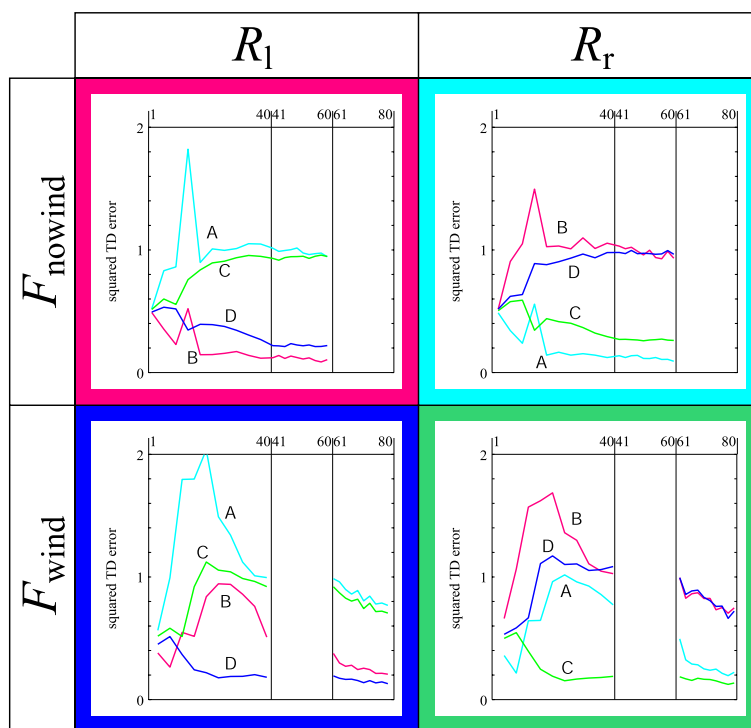 R_l R_r
F_nowind
1 40 41 60 61 80
2
1
0
squared TD error
A
C
D
B
1 40 41 60 61 80
2
1
0
squared TD error
B
D
C
A
F_wind
1 40 41 60 61 80
2
1
0
squared TD error
A
C
B
D
1 40 41 60 61 80
2
1
0
squared TD error
B
D
A
C